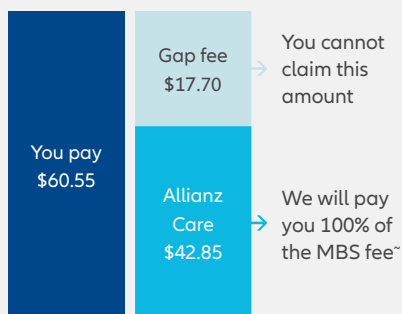 You pay
$60.55
Gap fee
$17.70
You cannot
claim this
amount
Allianz
Care
$42.85
We will pay
you 100% of
the MBS fee~